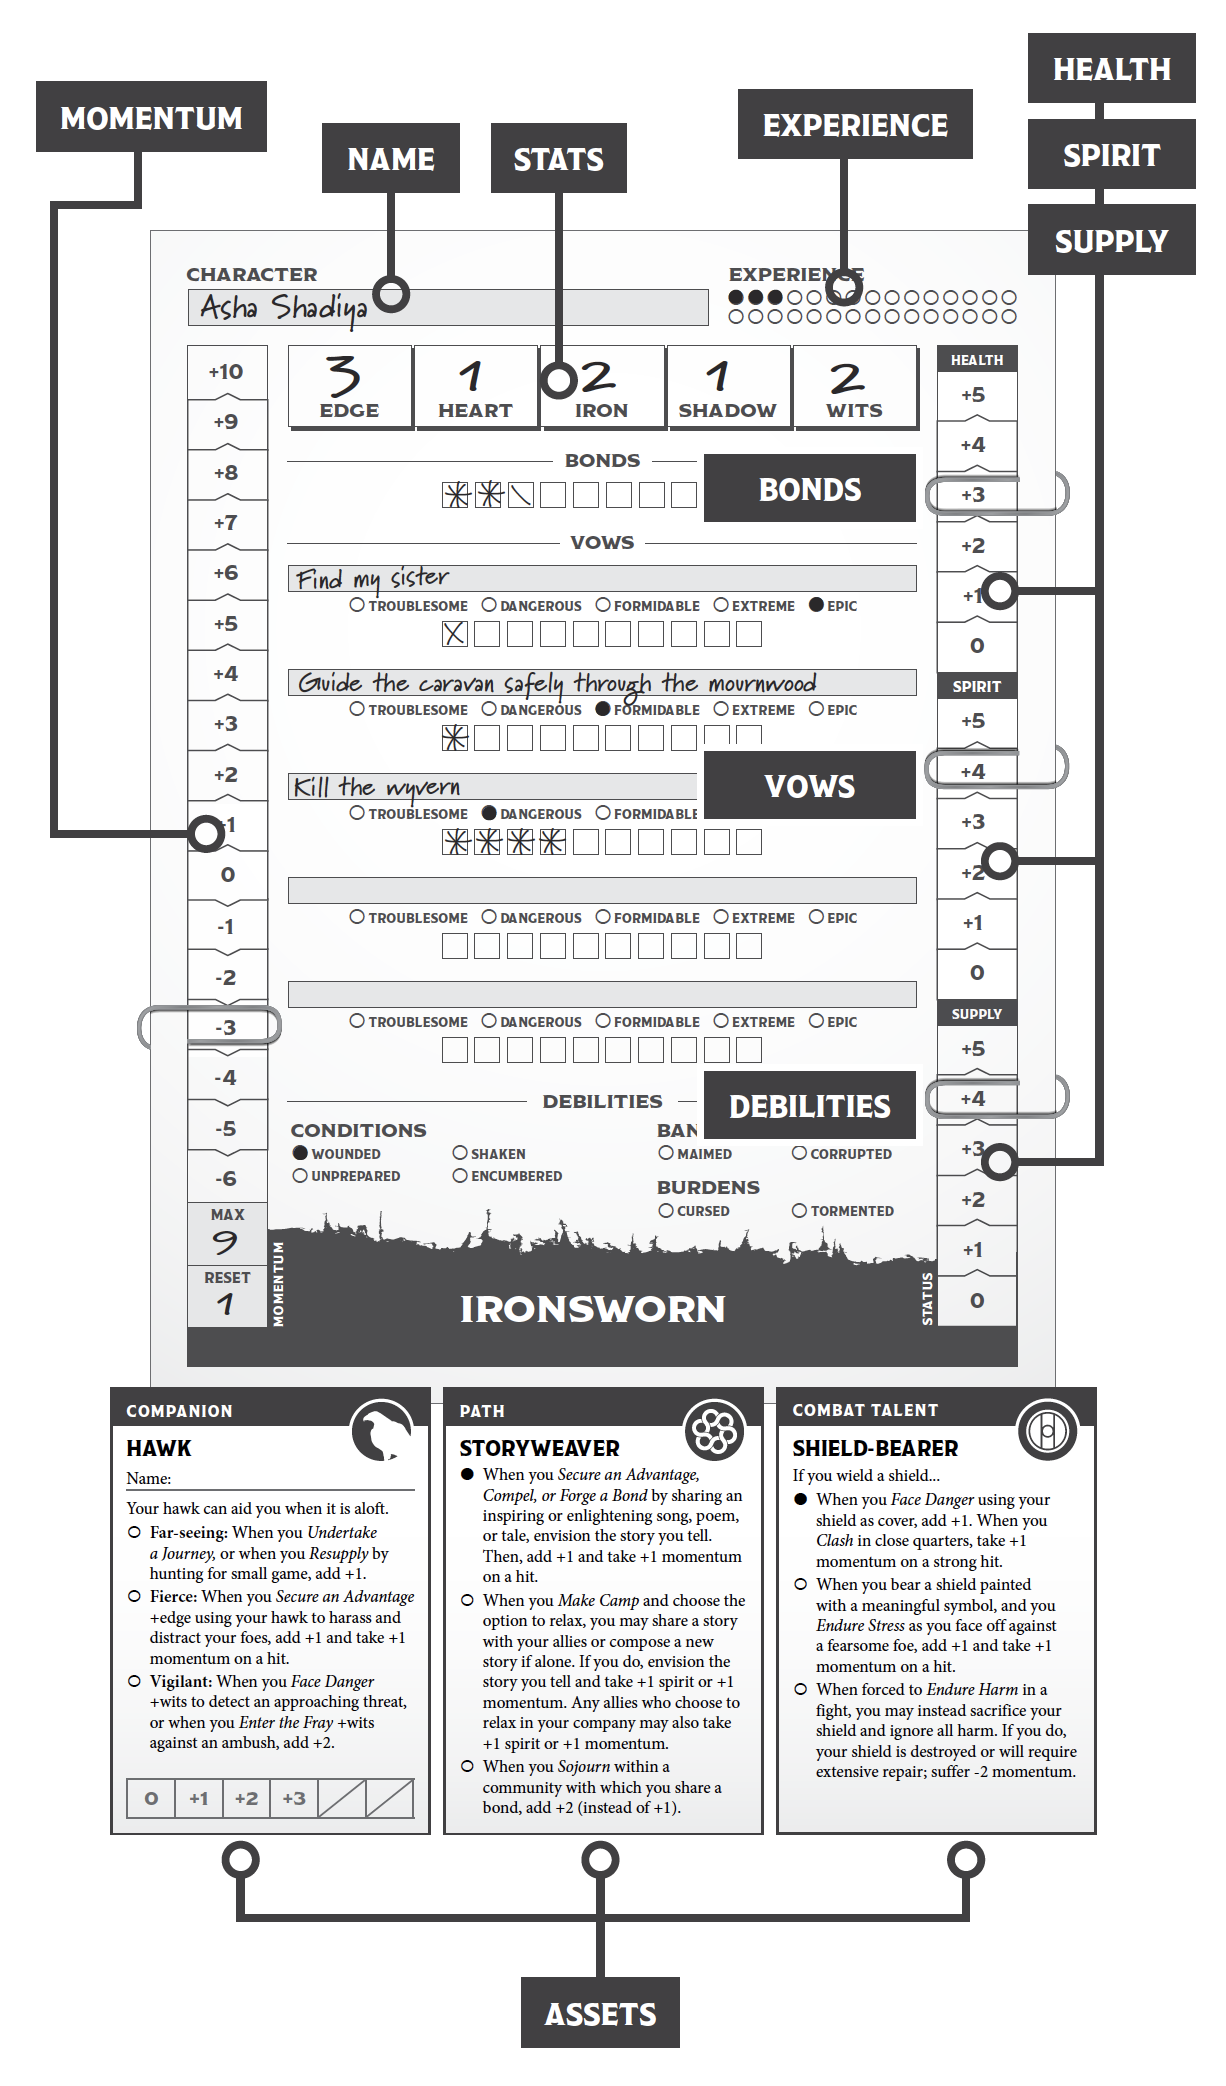 HEALTH
MOMENTUM
EXPERIENCE
NAME
STATS
SPIRIT
SUPPLY
CHARACTER
Asha Shadiya
EXPERIENCE
3 1 2 1 2
EDGE HEART IRON SHADOW WITS
BONDS
BONDS
VOWS
Find my sister
TROUBLESOME DANGEROUS FORMIDABLE EXTREME EPIC
Guide the caravan safely through the mournwood
TROUBLESOME DANGEROUS FORMIDABLE EXTREME EPIC
VOWS
Kill the wyvern
TROUBLESOME DANGEROUS FORMIDABLE
TROUBLESOME DANGEROUS FORMIDABLE EXTREME EPIC
TROUBLESOME DANGEROUS FORMIDABLE EXTREME EPIC
DEBILITIES
DEBILITIES
CONDITIONS
WOUNDED SHAKEN
UNPREPARED ENCUMBERED
BAN
MAIMED CORRUPTED
BURDENS
CURSED TORMENTED
+10
+9
+8
+7
+6
+5
+4
+3
+2
+1
0
-1
-2
-3
-4
-5
-6
MAX
9
RESET
1
MOMENTUM
IRONSWORN
STATUS
HEALTH
+5
+4
+3
+2
+1
0
SPIRIT
+5
+4
+3
+2
+1
0
SUPPLY
+5
+4
+3
+2
+1
0
COMPANION
HAWK
Name:
Your hawk can aid you when it is aloft.
Far-seeing: When you Undertake
a Journey, or when you Resupply by
hunting for small game, add +1.
Fierce: When you Secure an Advantage
+edge using your hawk to harass and
distract your foes, add +1 and take +1
momentum on a hit.
Vigilant: When you Face Danger
+wits to detect an approaching threat,
or when you Enter the Fray +wits
against an ambush, add +2.
0 +1 +2 +3
PATH
STORYWEAVER
When you Secure an Advantage,
Compel, or Forge a Bond by sharing an
inspiring or enlightening song, poem,
or tale, envision the story you tell.
Then, add +1 and take +1 momentum
on a hit.
When you Make Camp and choose the
option to relax, you may share a story
with your allies or compose a new
story if alone. If you do, envision the
story you tell and take +1 spirit or +1
momentum. Any allies who choose to
relax in your company may also take
+1 spirit or +1 momentum.
When you Sojourn within a
community with which you share a
bond, add +2 (instead of +1).
COMBAT TALENT
SHIELD-BEARER
If you wield a shield...
When you Face Danger using your
shield as cover, add +1. When you
Clash in close quarters, take +1
momentum on a strong hit.
When you bear a shield painted
with a meaningful symbol, and you
Endure Stress as you face off against
a fearsome foe, add +1 and take +1
momentum on a hit.
When forced to Endure Harm in a
fight, you may instead sacrifice your
shield and ignore all harm. If you do,
your shield is destroyed or will require
extensive repair; suffer -2 momentum.
ASSETS